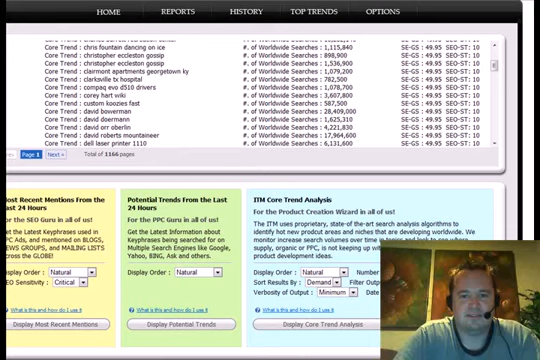 HOME REPORTS HISTORY TOP TRENDS OPTIONS
Core Trend : chris fountain dancing on ice #. of Worldwide Searches : 1,115,840 SE-GS : 49.95 SEO-ST: 10
Core Trend : christopher ecclesten gossip #. of Worldwide Searches : 898,900 SE-GS : 49.95 SEO-ST: 10
Core Trend : christopher eccleston gossip #. of Worldwide Searches : 1,536,900 SE-GS : 49.95 SEO-ST: 10
Core Trend : clairmont apartments georgetown ky #. of Worldwide Searches : 1,079,200 SE-GS : 49.95 SEO-ST: 10
Core Trend : clarksville tx hospital #. of Worldwide Searches : 782,500 SE-GS : 49.95 SEO-ST: 10
Core Trend : compaq evo d510 drivers #. of Worldwide Searches : 1,078,700 SE-GS : 49.95 SEO-ST: 10
Core Trend : corey hart wiki #. of Worldwide Searches : 3,607,800 SE-GS : 49.95 SEO-ST: 10
Core Trend : custom koozies fast #. of Worldwide Searches : 587,500 SE-GS : 49.95 SEO-ST: 10
Core Trend : david bowerman #. of Worldwide Searches : 28,409,000 SE-GS : 49.95 SEO-ST: 10
Core Trend : david doermann #. of Worldwide Searches : 1,625,310 SE-GS : 49.95 SEO-ST: 10
Core Trend : david orr oberlin #. of Worldwide Searches : 4,221,830 SE-GS : 49.95 SEO-ST: 10
Core Trend : david roberts mountaineer #. of Worldwide Searches : 17,964,600 SE-GS : 49.95 SEO-ST: 10
Core Trend : dell laser printer 1110 #. of Worldwide Searches : 6,131,600 SE-GS : 49.95 SEO-ST: 10
Page 1 Next » Total of 1166 pages
ost Recent Mentions From the
24 Hours
or the SEO Guru in all of us!
et the Latest Keyphrases used in
PC Ads, and mentioned on BLOGS,
EWS GROUPS, and MAILING LISTS
cross the GLOBE!
isplay Order : Natural
EO Sensitivity : Critical
What is this and how do I use it
Display Most Recent Mentions
Potential Trends From the Last
24 Hours
For the PPC Guru in all of us!
Get the Latest Information about
Keyphrases being searched for on
Multiple Search Engines like Google,
Yahoo, BING, Ask and others.
Display Order : Natural
What is this and how do I use it
Display Potential Trends
ITM Core Trend Analysis
For the Product Creation Wizard in all of us!
The ITM uses proprietary, state-of-the-art search analysis algorithms to
identify hot new product areas and niches that are developing worldwide. We
monitor increase search volumes over time in topics and look to see where
supply, organic or PPC, is not keeping up wit
product development ideas.
Display Order : Natural Number
Sort Results By : Demand Filter Outpu
Verbosity of Output : Minimum Date
What is this and how do I use it
Display Core Trend Analysis